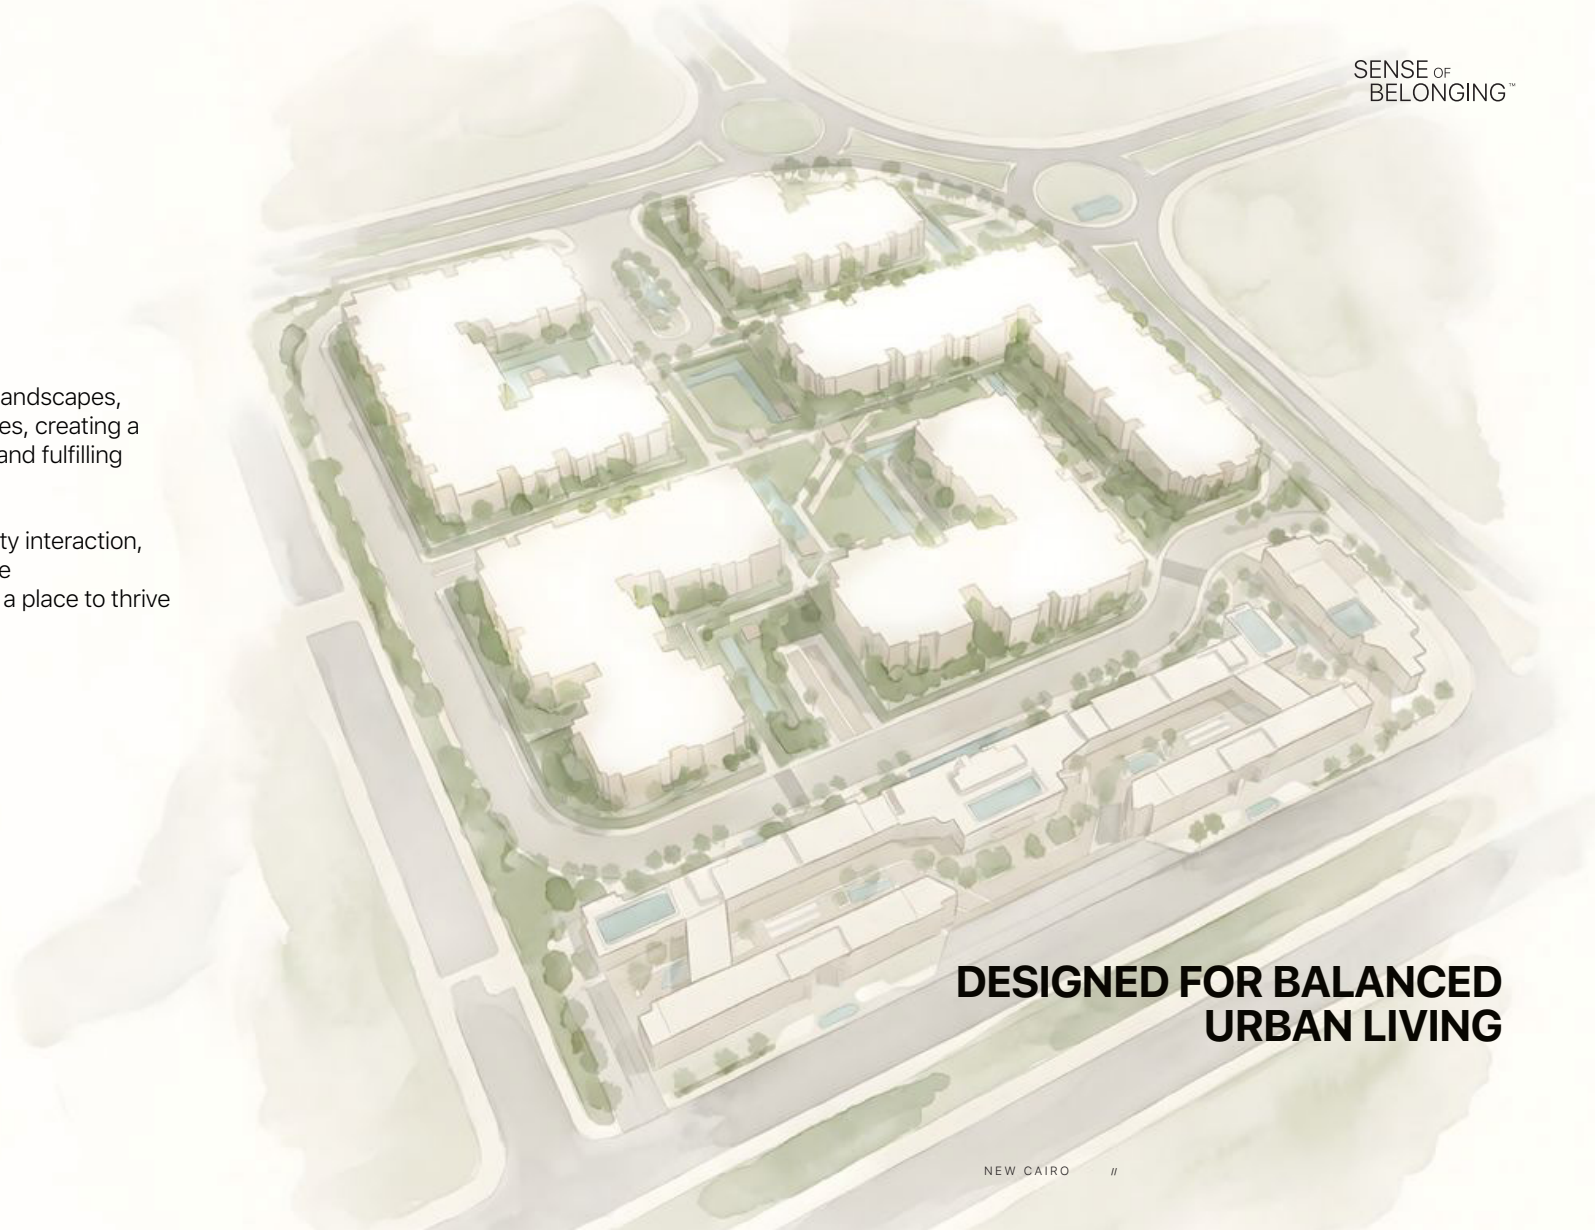 SENSE OF
BELONGING™
andscapes,
es, creating a
and fulfilling
ty interaction,
e
a place to thrive
DESIGNED FOR BALANCED
URBAN LIVING
NEW CAIRO //